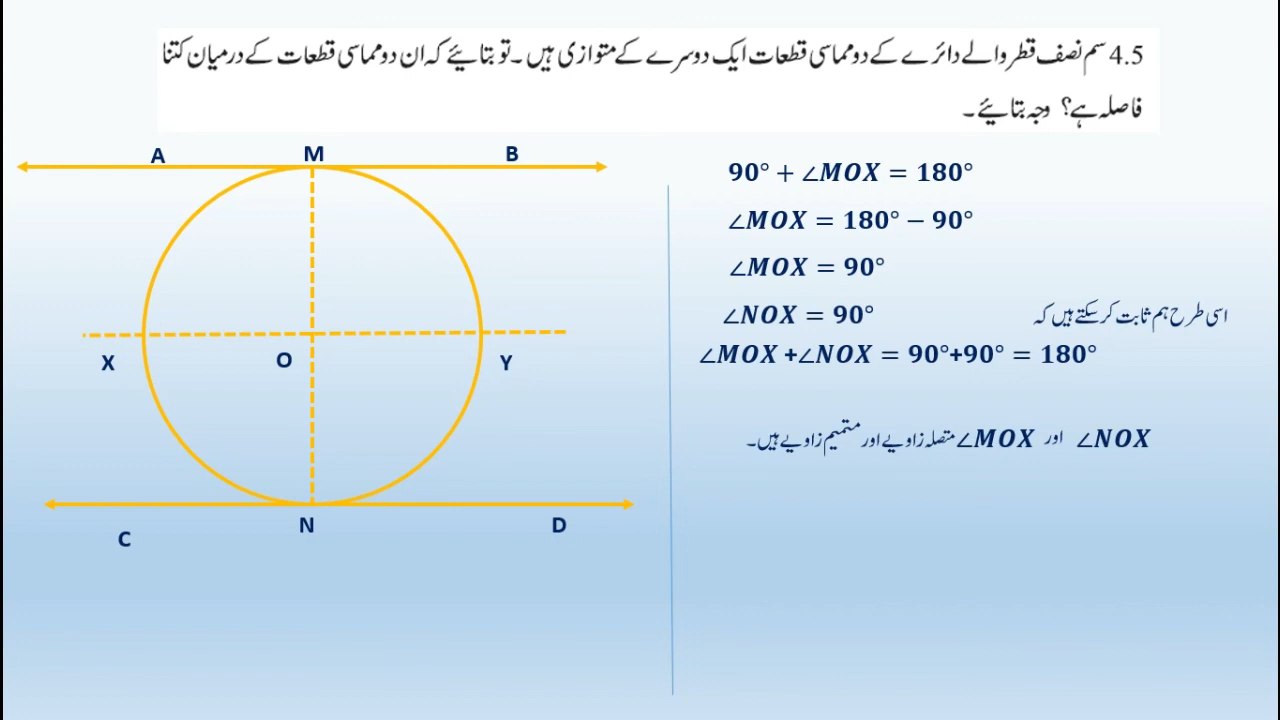 4.5 سم نصف قطر والے دائرے کے دو مماسی قطعات ایک دوسرے کے متوازی ہیں۔ تو بتائیے کہ ان دو مماسی قطعات کے درمیان کتنا
فاصلہ ہے؟ وجہ بتائیے۔
A M B
X O Y
C N D
90° + ∠MOX = 180°
∠MOX = 180° − 90°
∠MOX = 90°
اسی طرح ہم ثابت کر سکتے ہیں کہ ∠NOX = 90°
∠MOX +∠NOX = 90°+90° = 180°
∠NOX اور ∠MOX متصلہ زاویے اور متمیم زاویے ہیں۔